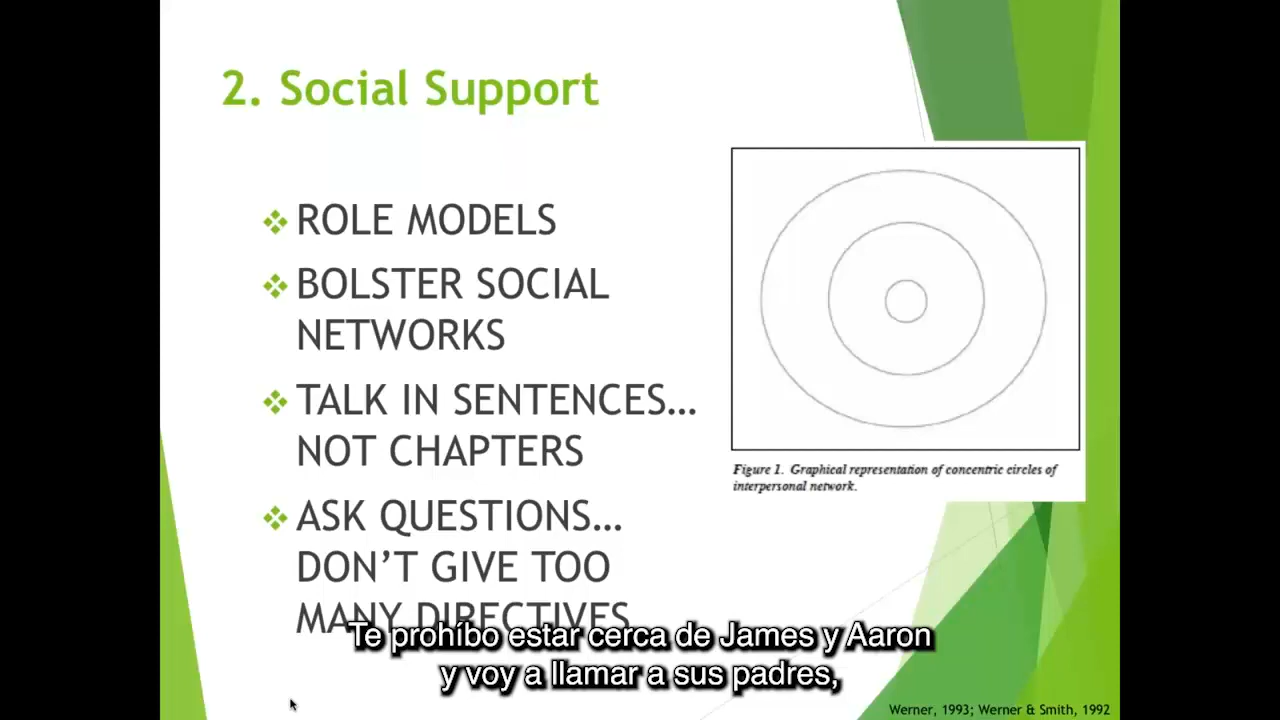 2. Social Support
ROLE MODELS
BOLSTER SOCIAL
NETWORKS
TALK IN SENTENCES…
NOT CHAPTERS
ASK QUESTIONS…
DON'T GIVE TOO
MANY DIRECTIVES
Figure 1. Graphical representation of concentric circles of
interpersonal network.
Te prohíbo estar cerca de James y Aaron
y voy a llamar a sus padres,
Werner, 1993; Werner & Smith, 1992